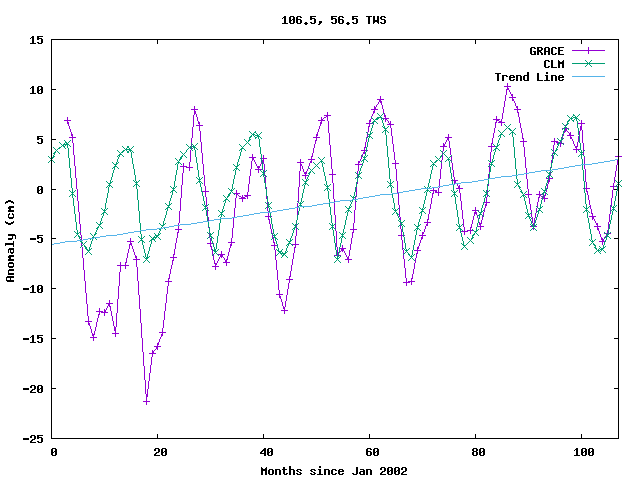 106.5, 56.5 TWS
GRACE
CLM
Trend Line
15
10
5
0
-5
-10
-15
-20
-25
Anomaly (cm)
0 20 40 60 80 100
Months since Jan 2002